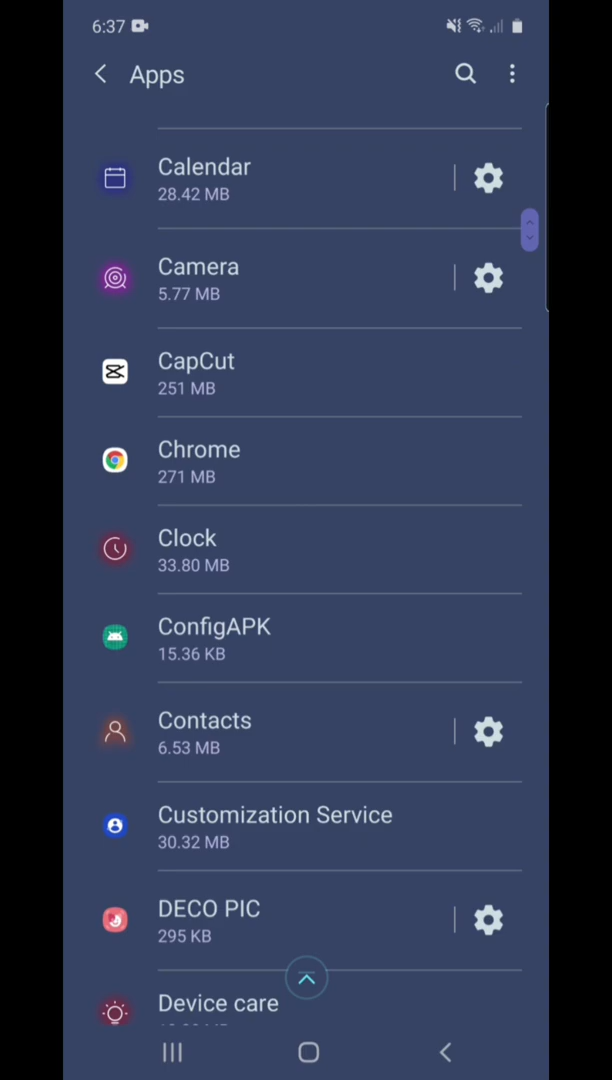 6:37
Apps
Calendar
28.42 MB
Camera
5.77 MB
CapCut
251 MB
Chrome
271 MB
Clock
33.80 MB
ConfigAPK
15.36 KB
Contacts
6.53 MB
Customization Service
30.32 MB
DECO PIC
295 KB
Device care